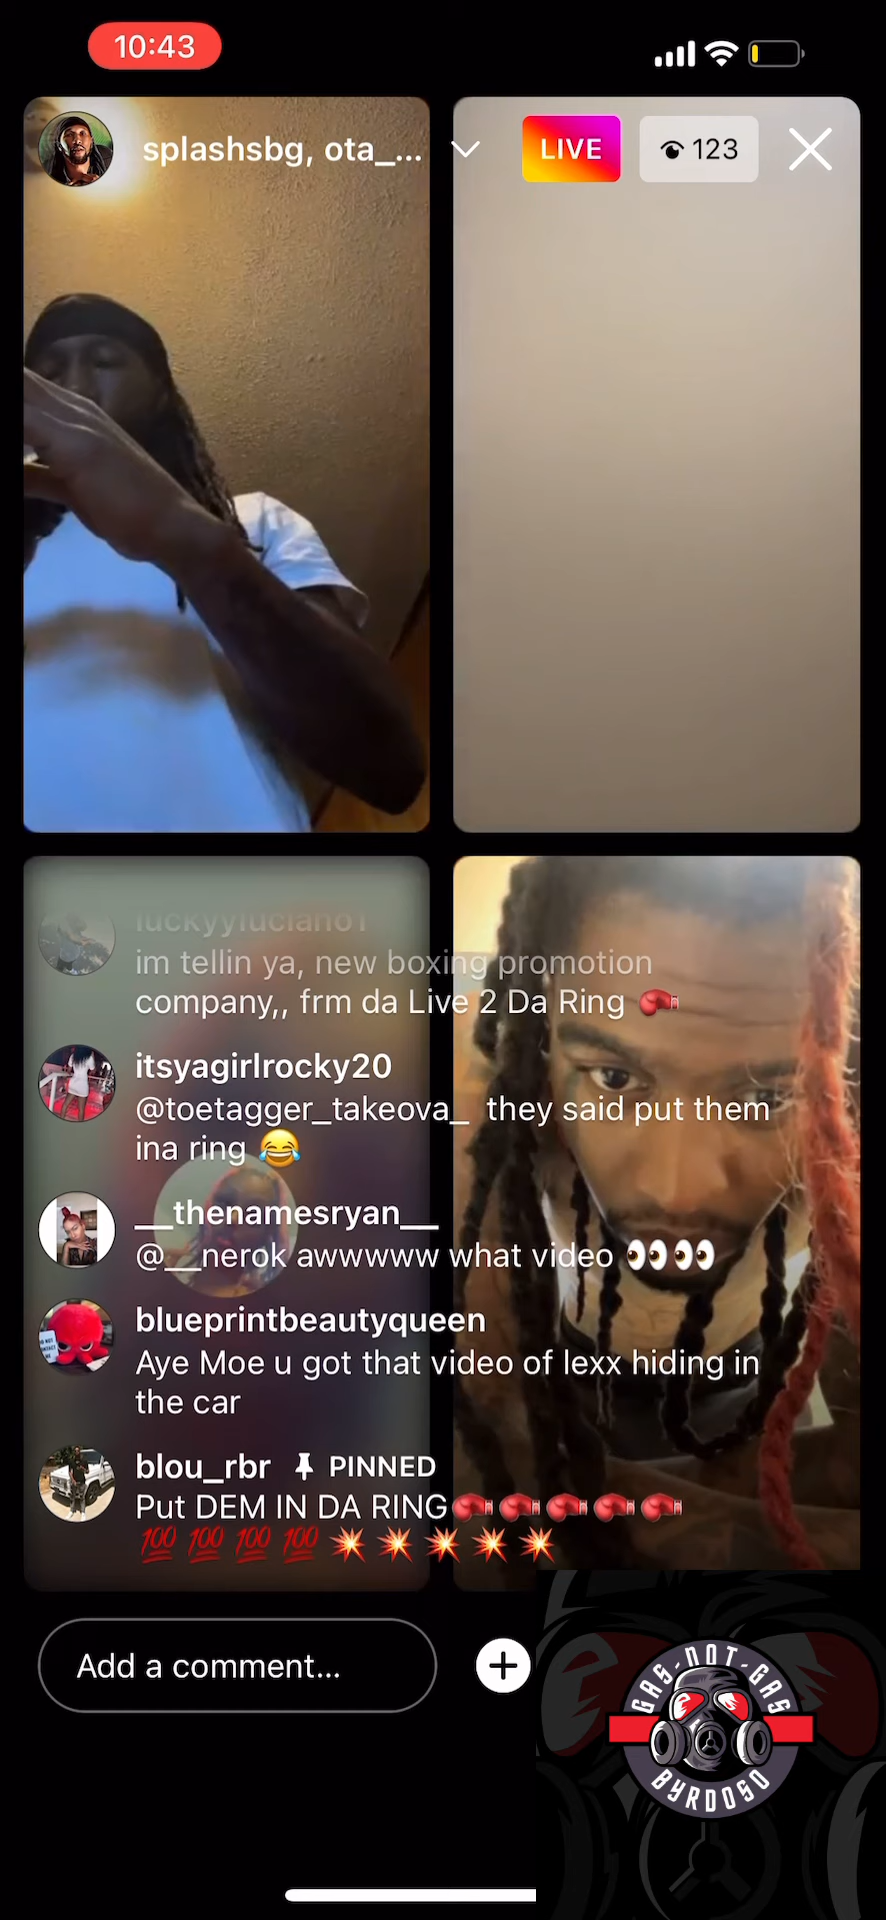 10:43
splashsbg, ota_...
LIVE
123
luckyyluciano1
im tellin ya, new boxing promotion
company,, frm da Live 2 Da Ring 🥊
itsyagirlrocky20
@toetagger_takeova_ they said put them
ina ring 😂
__thenamesryan__
@__nerok awwwww what video 👀👀
blueprintbeautyqueen
Aye Moe u got that video of lexx hiding in
the car
blou_rbr 📌 PINNED
Put DEM IN DA RING🥊🥊🥊🥊🥊
💯💯💯💯💥💥💥💥💥
Add a comment...
GAS-NOT-GAS
BYRDOSO